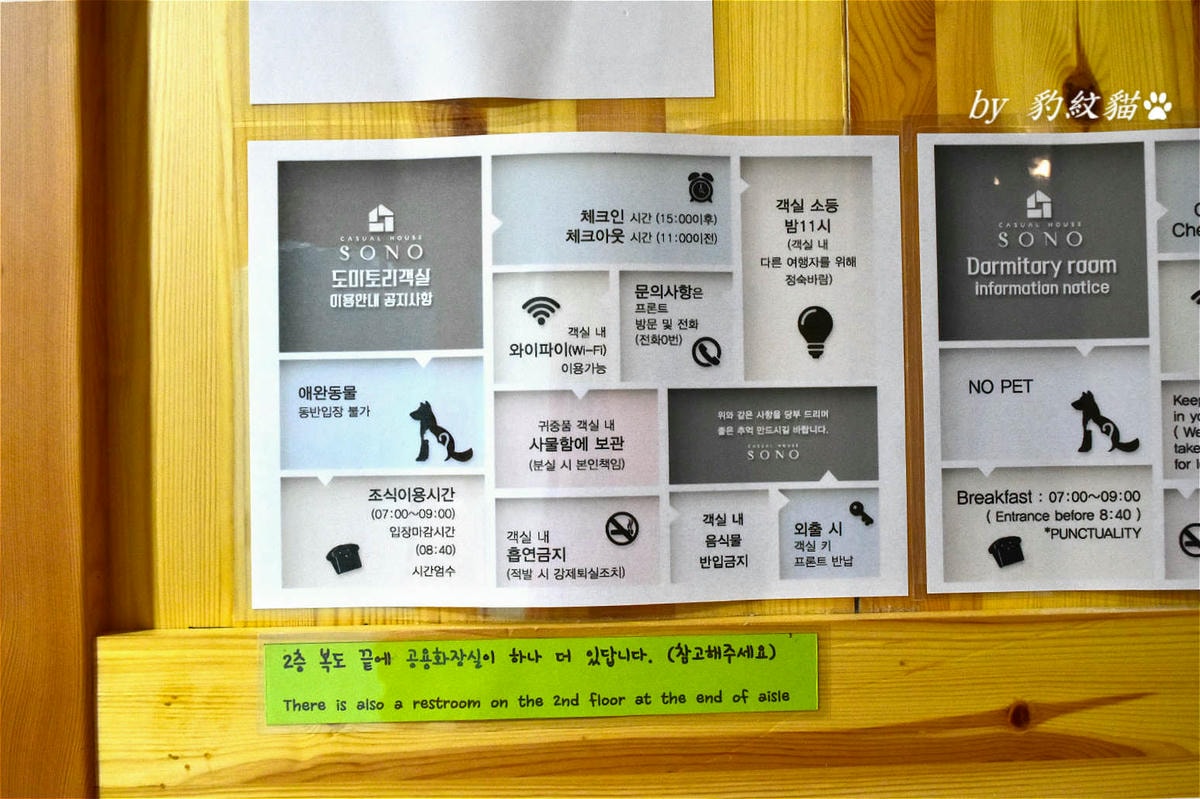 by 豹紋貓
CASUAL HOUSE
SONO
도미토리객실
이용안내 공지사항
체크인 시간 (15:00이후)
체크아웃 시간 (11:00이전)
객실 소등
밤11시
(객실 내
다른 여행자를 위해
정숙바람)
객실 내
와이파이(Wi-Fi)
이용가능
문의사항은
프론트
방문 및 전화
(전화0번)
애완동물
동반입장 불가
귀중품 객실 내
사물함에 보관
(분실 시 본인책임)
위와 같은 사항을 당부 드리며
좋은 추억 만드시길 바랍니다.
CASUAL HOUSE
SONO
조식이용시간
(07:00~09:00)
입장마감시간
(08:40)
시간엄수
객실 내
흡연금지
(적발 시 강제퇴실조치)
객실 내
음식물
반입금지
외출 시
객실 키
프론트 반납
CASUAL HOUSE
SONO
Dormitory room
information notice
NO PET
Breakfast : 07:00~09:00
( Entrance before 8:40 )
*PUNCTUALITY
Che
Keep
in yo
( We
take
for l
2층 복도 끝에 공용화장실이 하나 더 있답니다. (참고해주세요)
There is also a restroom on the 2nd floor at the end of aisle